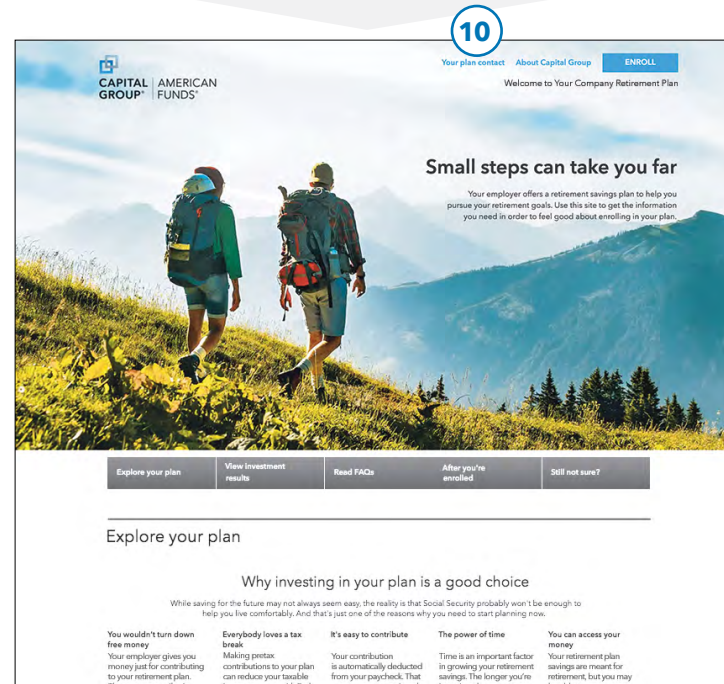 10
Your plan contact About Capital Group ENROLL
CAPITAL GROUP® | AMERICAN FUNDS®
Welcome to Your Company Retirement Plan
Small steps can take you far
Your employer offers a retirement savings plan to help you
pursue your retirement goals. Use this site to get the information
you need in order to feel good about enrolling in your plan.
Explore your plan
View investment
results
Read FAQs
After you're
enrolled
Still not sure?
Explore your plan
Why investing in your plan is a good choice
While saving for the future may not always seem easy, the reality is that Social Security probably won't be enough to
help you live comfortably. And that's just one of the reasons why you need to start planning now.
You wouldn't turn down
free money
Your employer gives you
money just for contributing
to your retirement plan.
Everybody loves a tax
break
Making pretax
contributions to your plan
can reduce your taxable
It's easy to contribute
Your contribution
is automatically deducted
from your paycheck. That
The power of time
Time is an important factor
in growing your retirement
savings. The longer you're
You can access your
money
Your retirement plan
savings are meant for
retirement, but you may